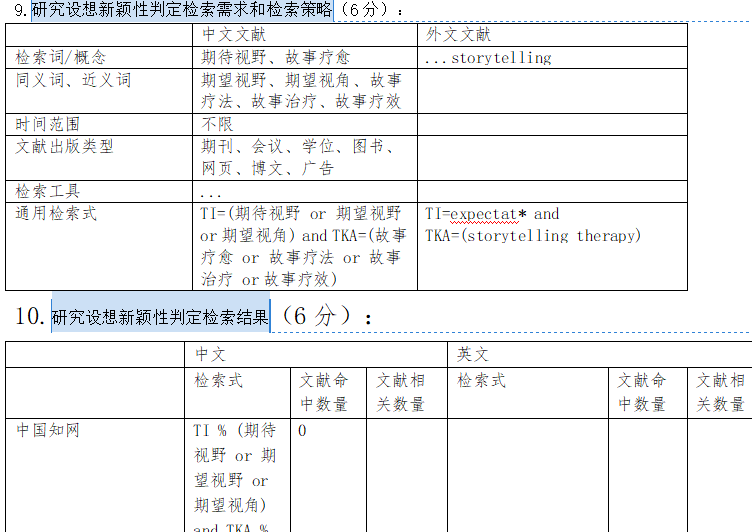 9.研究设想新颖性判定检索需求和检索策略（6 分）：
中文文献 外文文献
检索词/概念 期待视野、故事疗愈 ...storytelling
同义词、近义词 期望视野、期望视角、故事
疗法、故事治疗、故事疗效
时间范围 不限
文献出版类型 期刊、会议、学位、图书、
网页、博文、广告
检索工具 ...
通用检索式 TI=(期待视野 or 期望视野 TI=expectat* and
or期望视角) and TKA=(故事 TKA=(storytelling therapy)
疗愈 or 故事疗法 or 故事
治疗 or故事疗效)
10.研究设想新颖性判定检索结果（6 分）：
中文 英文
检索式 文献命 文献相 检索式 文献命 文献相
中数量 关数量 中数量 关数量
中国知网 TI % (期待 0
视野 or 期
望视野 or
期望视角)
and TKA %